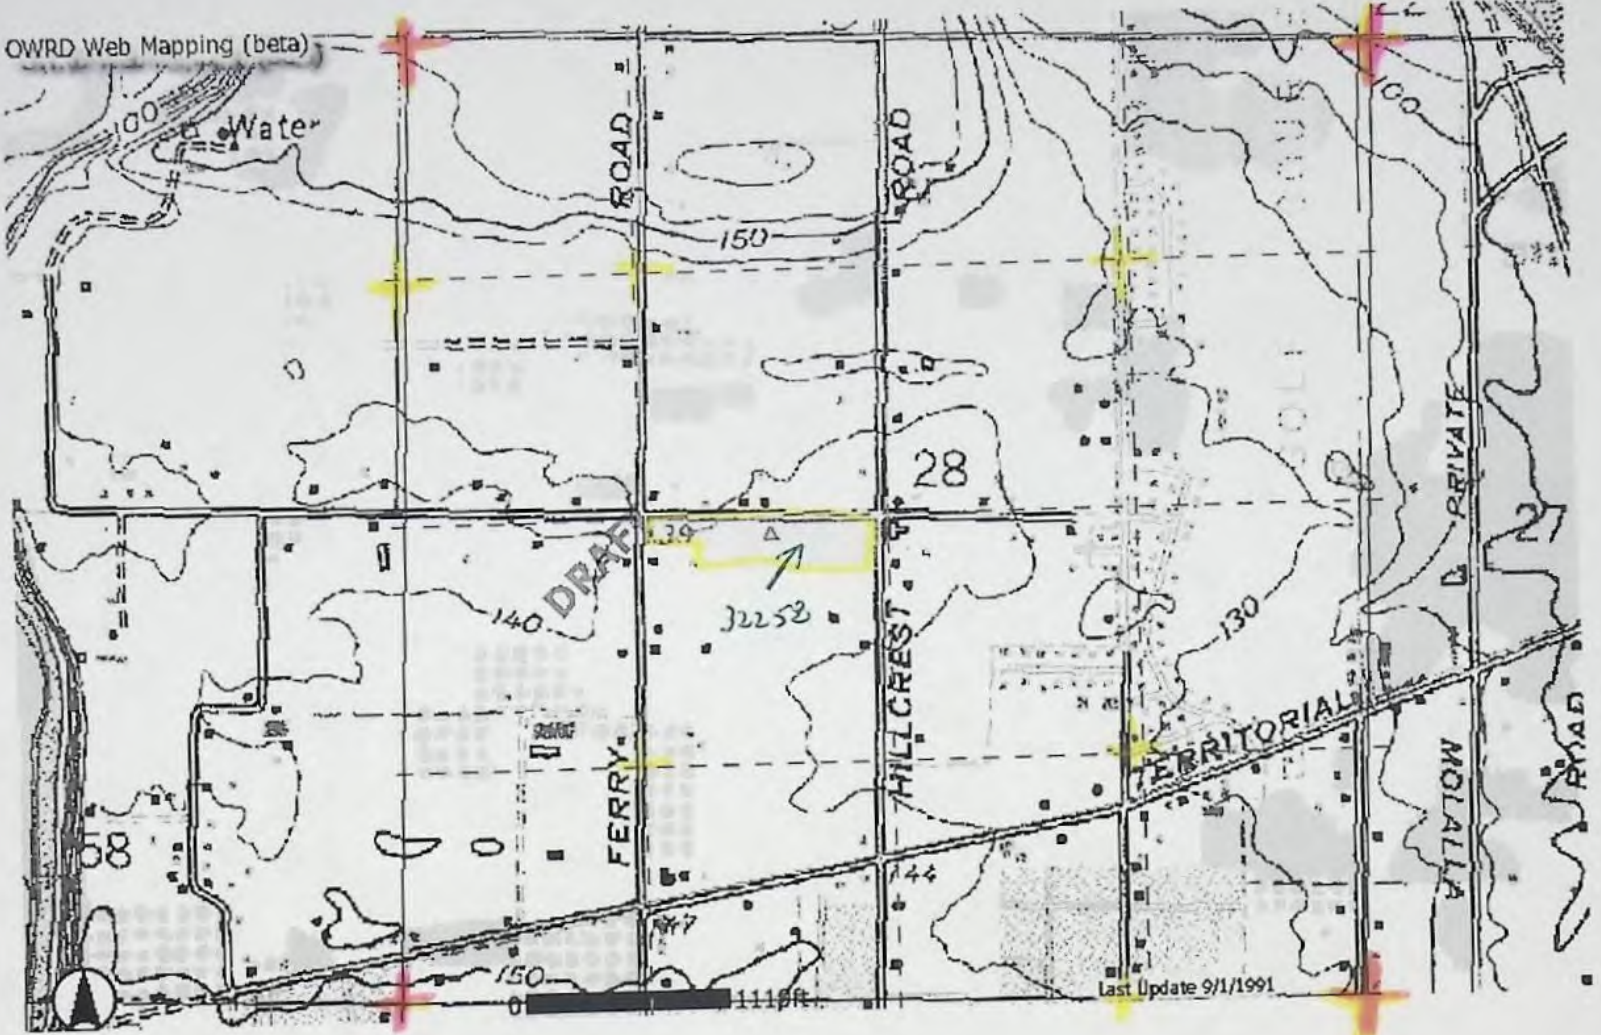 OWRD Web Mapping (beta)
100
Water
ROAD
ROAD
100
150
28
PRIVATE
27
DRAF
140
32258
130
HILLCREST
TERRITORIAL
FERRY
MOLALLA
ROAD
58
144
147
150
0
Last Update 9/1/1991